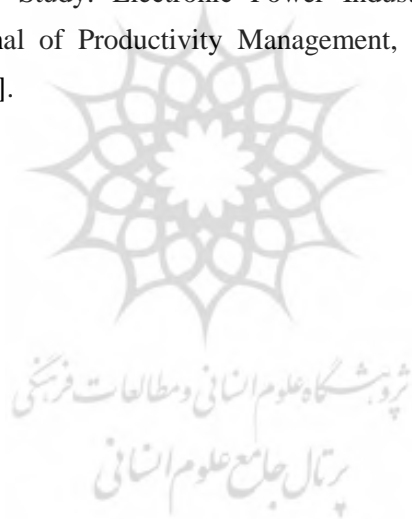 Study: Electronic Power Indust
nal of Productivity Management,
].
پژوهشگاه علوم انسانی و مطالعات فرهنگی
پرتال جامع علوم انسانی